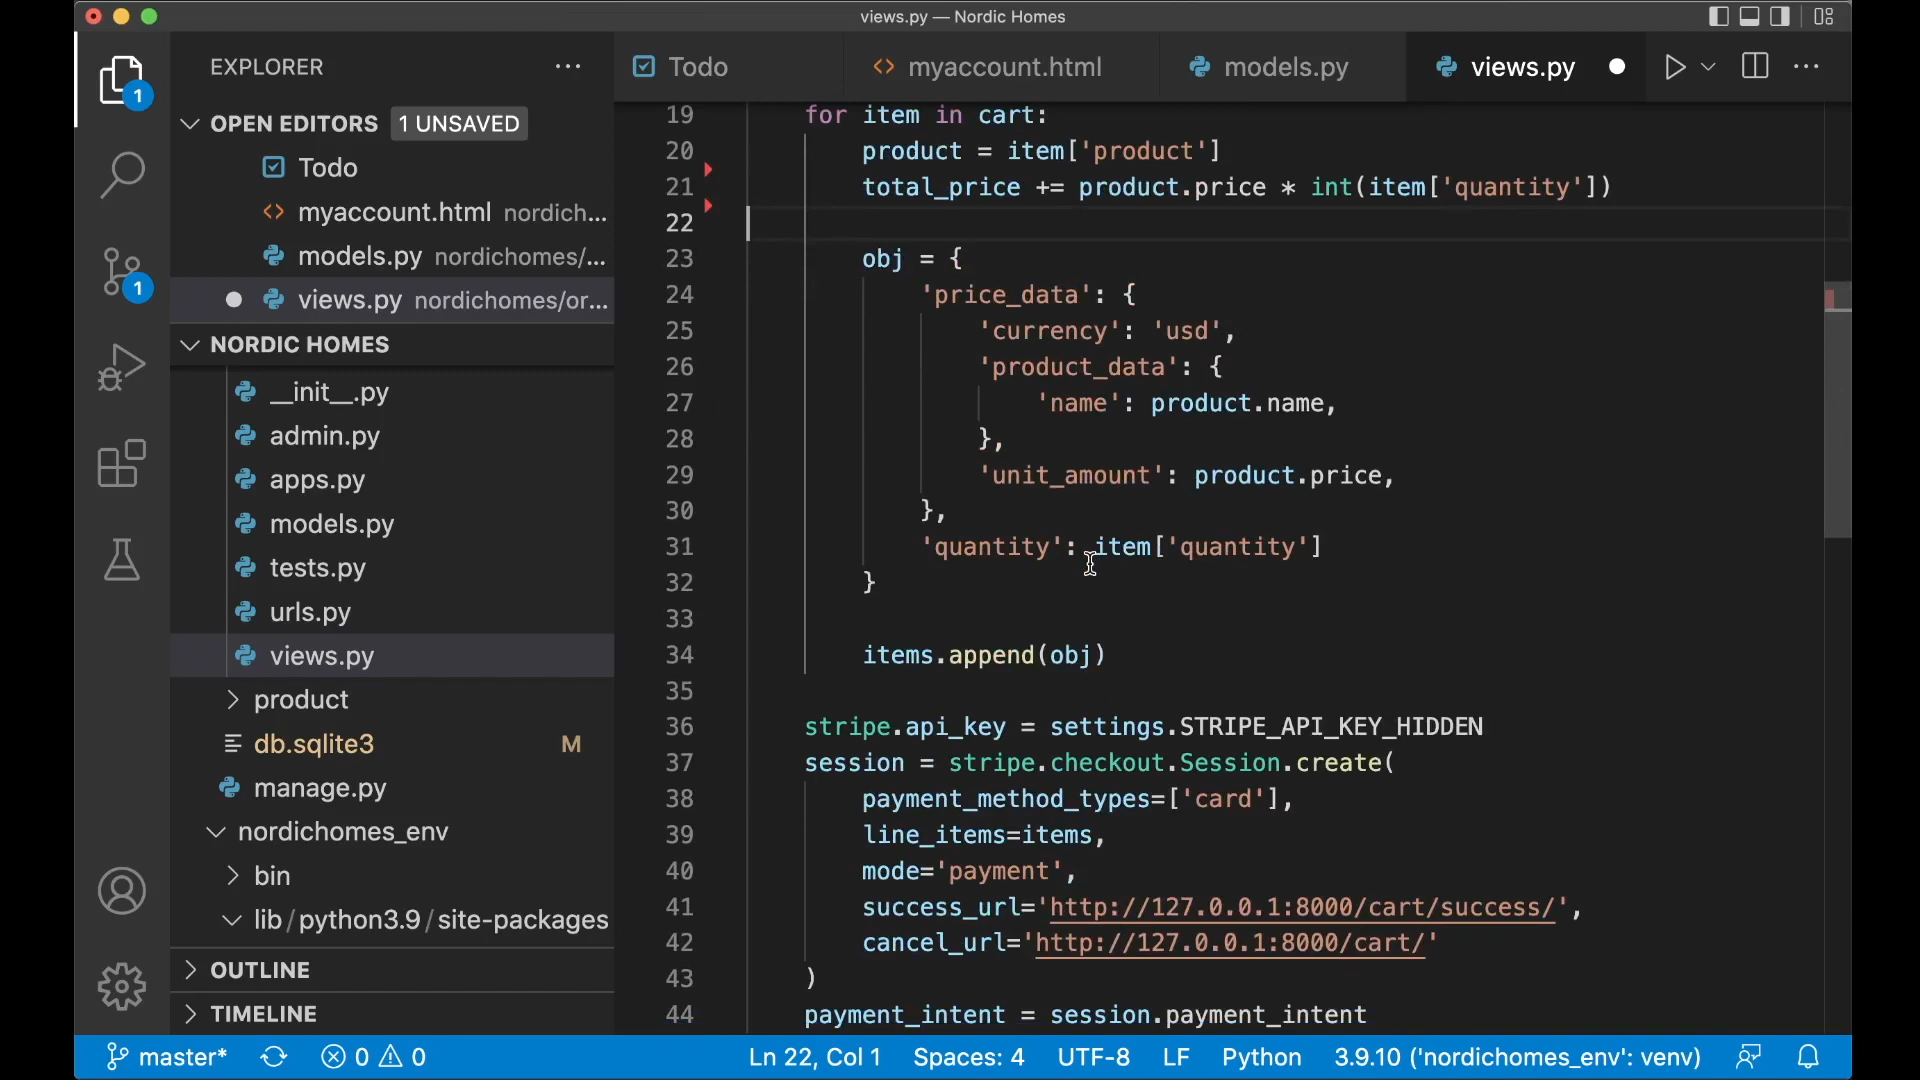 views.py — Nordic Homes
EXPLORER
OPEN EDITORS 1 UNSAVED
Todo
myaccount.html nordich...
models.py nordichomes/...
views.py nordichomes/or...
NORDIC HOMES
__init__.py
admin.py
apps.py
models.py
tests.py
urls.py
views.py
product
db.sqlite3 M
manage.py
nordichomes_env
bin
lib/python3.9/site-packages
OUTLINE
TIMELINE
1
1
Todo myaccount.html models.py views.py
19 for item in cart:
20 product = item['product']
21 total_price += product.price * int(item['quantity'])
22
23 obj = {
24 'price_data': {
25 'currency': 'usd',
26 'product_data': {
27 'name': product.name,
28 },
29 'unit_amount': product.price,
30 },
31 'quantity': item['quantity']
32 }
33
34 items.append(obj)
35
36 stripe.api_key = settings.STRIPE_API_KEY_HIDDEN
37 session = stripe.checkout.Session.create(
38 payment_method_types=['card'],
39 line_items=items,
40 mode='payment',
41 success_url='http://127.0.0.1:8000/cart/success/',
42 cancel_url='http://127.0.0.1:8000/cart/'
43 )
44 payment_intent = session.payment_intent
master* 0 0 Ln 22, Col 1 Spaces: 4 UTF-8 LF Python 3.9.10 ('nordichomes_env': venv)